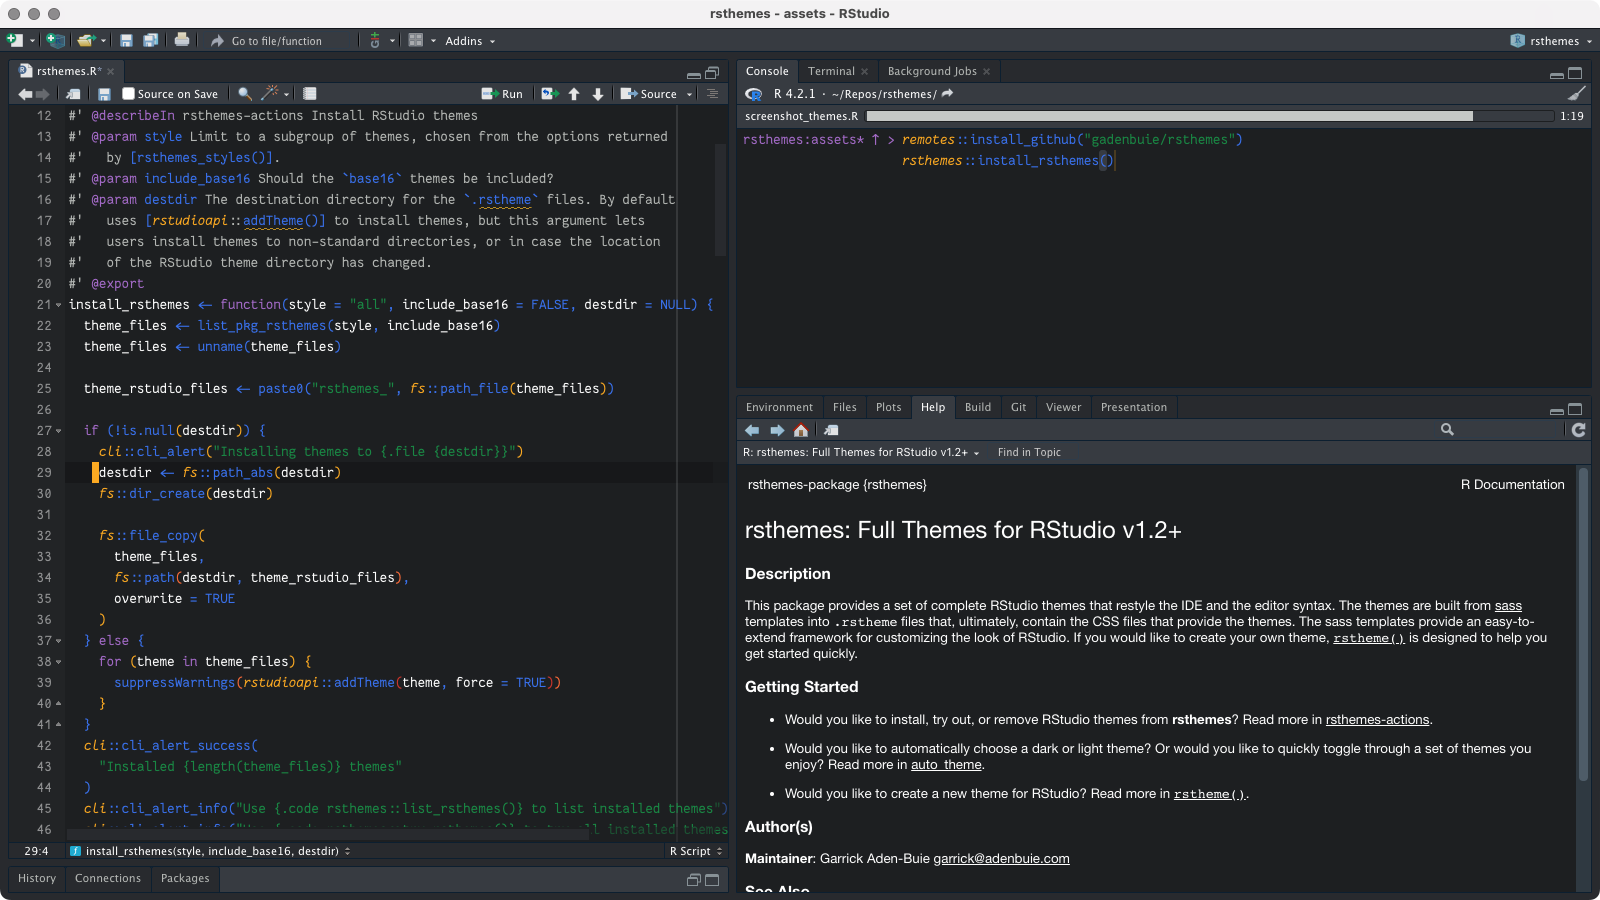 rsthemes - assets - RStudio
Go to file/function
Addins
rsthemes
rsthemes.R*
Source on Save
Run
Source
12 #' @describeIn rsthemes-actions Install RStudio themes
13 #' @param style Limit to a subgroup of themes, chosen from the options returned
14 #'   by [rsthemes_styles()].
15 #' @param include_base16 Should the `base16` themes be included?
16 #' @param destdir The destination directory for the `.rstheme` files. By default
17 #'   uses [rstudioapi::addTheme()] to install themes, but this argument lets
18 #'   users install themes to non-standard directories, or in case the location
19 #'   of the RStudio theme directory has changed.
20 #' @export
21 install_rsthemes <- function(style = "all", include_base16 = FALSE, destdir = NULL) {
22   theme_files <- list_pkg_rsthemes(style, include_base16)
23   theme_files <- unname(theme_files)
24
25   theme_rstudio_files <- paste0("rsthemes_", fs::path_file(theme_files))
26
27   if (!is.null(destdir)) {
28     cli::cli_alert("Installing themes to {.file {destdir}}")
29     destdir <- fs::path_abs(destdir)
30     fs::dir_create(destdir)
31
32     fs::file_copy(
33       theme_files,
34       fs::path(destdir, theme_rstudio_files),
35       overwrite = TRUE
36     )
37   } else {
38     for (theme in theme_files) {
39       suppressWarnings(rstudioapi::addTheme(theme, force = TRUE))
40     }
41   }
42   cli::cli_alert_success(
43     "Installed {length(theme_files)} themes"
44   )
45   cli::cli_alert_info("Use {.code rsthemes::list_rsthemes()} to list installed themes")
46
29:4
install_rsthemes(style, include_base16, destdir)
R Script
History
Connections
Packages
Console
Terminal
Background Jobs
R 4.2.1 · ~/Repos/rsthemes/
screenshot_themes.R
1:19
rsthemes:assets* ↑ > remotes::install_github("gadenbuie/rsthemes")
rsthemes::install_rsthemes()
Environment
Files
Plots
Help
Build
Git
Viewer
Presentation
R: rsthemes: Full Themes for RStudio v1.2+
Find in Topic
rsthemes-package {rsthemes}
R Documentation
rsthemes: Full Themes for RStudio v1.2+
Description
This package provides a set of complete RStudio themes that restyle the IDE and the editor syntax. The themes are built from sass
templates into .rstheme files that, ultimately, contain the CSS files that provide the themes. The sass templates provide an easy-to-
extend framework for customizing the look of RStudio. If you would like to create your own theme, rstheme() is designed to help you
get started quickly.
Getting Started
• Would you like to install, try out, or remove RStudio themes from rsthemes? Read more in rsthemes-actions.
• Would you like to automatically choose a dark or light theme? Or would you like to quickly toggle through a set of themes you
enjoy? Read more in auto_theme.
• Would you like to create a new theme for RStudio? Read more in rstheme().
Author(s)
Maintainer: Garrick Aden-Buie garrick@adenbuie.com
See Also